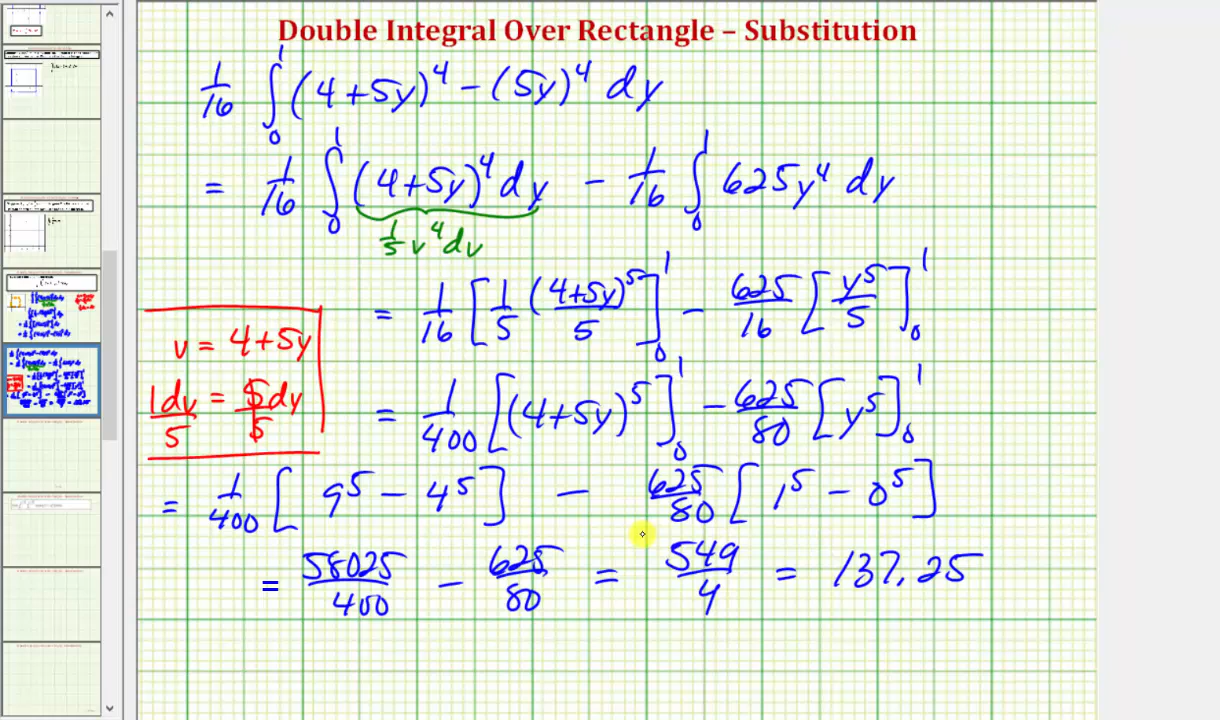 Double Integral Over Rectangle – Substitution
1/16 ∫₀¹ (4+5y)⁴ − (5y)⁴ dy
= 1/16 ∫₀¹ (4+5y)⁴ dy − 1/16 ∫₀¹ 625y⁴ dy
1/5 v⁴ dv
= 1/16 [1/5 (4+5y)⁵/5]₀¹ − 625/16 [y⁵/5]₀¹
v = 4+5y
1dv/5 = 5dy/5
= 1/400 [(4+5y)⁵]₀¹ − 625/80 [y⁵]₀¹
= 1/400 [9⁵ − 4⁵] − 625/80 [1⁵ − 0⁵]
= 58025/400 − 625/80 = 549/4 = 137.25